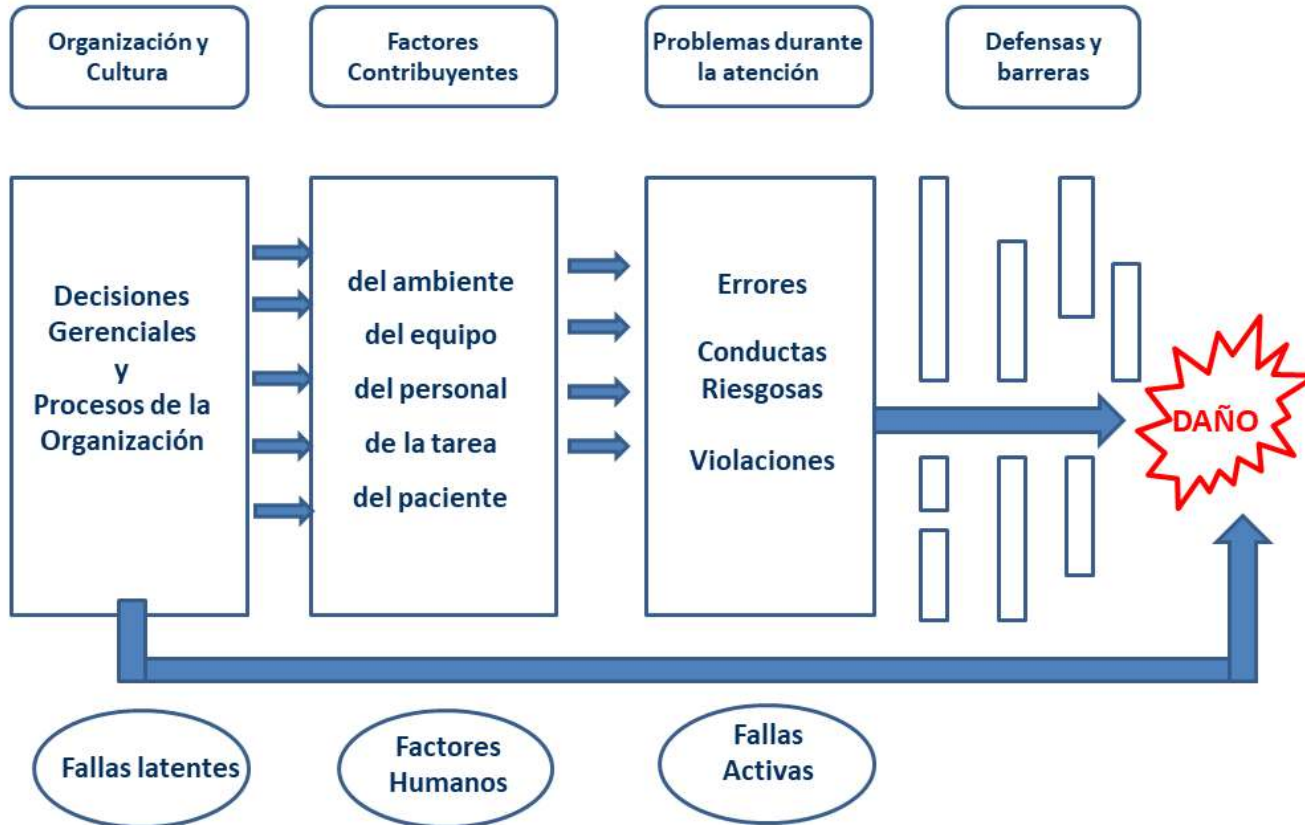 Organización y
Cultura
Factores
Contribuyentes
Problemas durante
la atención
Defensas y
barreras
Decisiones
Gerenciales
y
Procesos de la
Organización
del ambiente
del equipo
del personal
de la tarea
del paciente
Errores
Conductas
Riesgosas
Violaciones
DAÑO
Fallas latentes
Factores
Humanos
Fallas
Activas